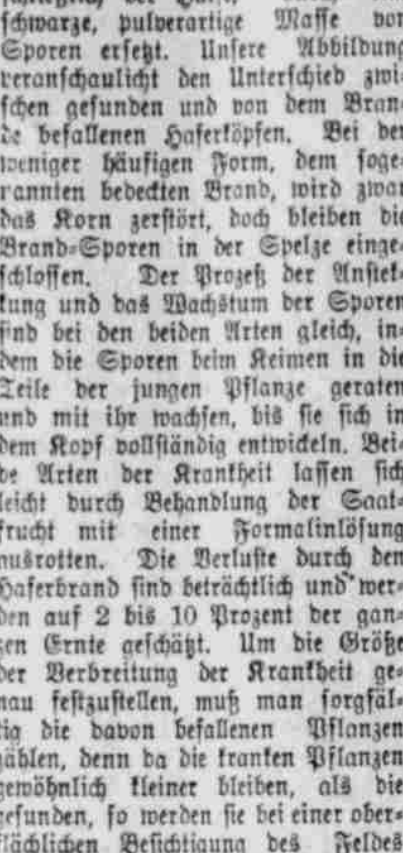 schwarze, pulverartige Masse von
Sporen ersetzt. Unsere Abbildung
veranschaulicht den Unterschied zwi-
schen gesunden und von dem Bran-
de befallenen Haferköpfen. Bei der
weniger häufigen Form, dem soge-
nannten bedeckten Brand, wird zwar
das Korn zerstört, doch bleiben die
Brand-Sporen in der Spelze einge-
schlossen. Der Prozeß der Anstek-
kung und das Wachstum der Sporen
sind bei den beiden Arten gleich, in-
dem die Sporen beim Keimen in die
Teile der jungen Pflanze geraten
und mit ihr wachsen, bis sie sich in
dem Kopf vollständig entwickeln. Bei-
de Arten der Krankheit lassen sich
leicht durch Behandlung der Saat-
frucht mit einer Formalinlösung
ausrotten. Die Verluste durch den
Haferbrand sind beträchtlich und wer-
den auf 2 bis 10 Prozent der gan-
zen Ernte geschätzt. Um die Größe
der Verbreitung der Krankheit ge-
nau festzustellen, muß man sorgfäl-
tig die davon befallenen Pflanzen
zählen, denn da die kranken Pflanzen
gewöhnlich kleiner bleiben, als die
gesunden, so werden sie bei einer ober-
flächlichen Besichtigung des Feldes